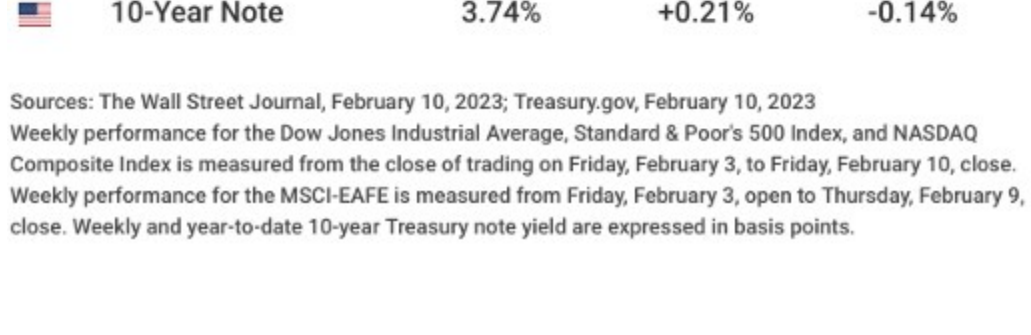 10-Year Note 3.74% +0.21% -0.14%
Sources: The Wall Street Journal, February 10, 2023; Treasury.gov, February 10, 2023
Weekly performance for the Dow Jones Industrial Average, Standard & Poor's 500 Index, and NASDAQ
Composite Index is measured from the close of trading on Friday, February 3, to Friday, February 10, close.
Weekly performance for the MSCI-EAFE is measured from Friday, February 3, open to Thursday, February 9,
close. Weekly and year-to-date 10-year Treasury note yield are expressed in basis points.